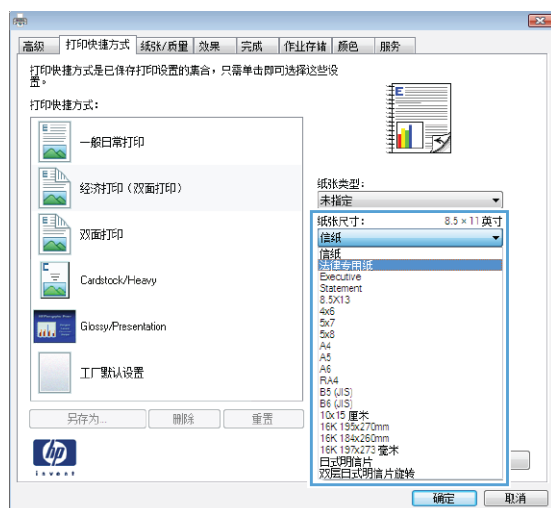 高级 打印快捷方式 纸张/质量 效果 完成 作业存储 颜色 服务
打印快捷方式是已保存打印设置的集合，只需单击即可选择这些设
置。
打印快捷方式：
一般日常打印
经济打印（双面打印）
双面打印
Cardstock/Heavy
Glossy/Presentation
工厂默认设置
另存为... 删除 重置
hp
invent
纸张类型：
未指定
纸张尺寸： 8.5 × 11 英寸
信纸
信纸
法律专用纸
Executive
Statement
8.5X13
4x6
5x7
5x8
A4
A5
A6
RA4
B5 (JIS)
B6 (JIS)
10x15 厘米
16K 195x270mm
16K 184x260mm
16K 197x273 毫米
日式明信片
双层日式明信片旋转
确定 取消